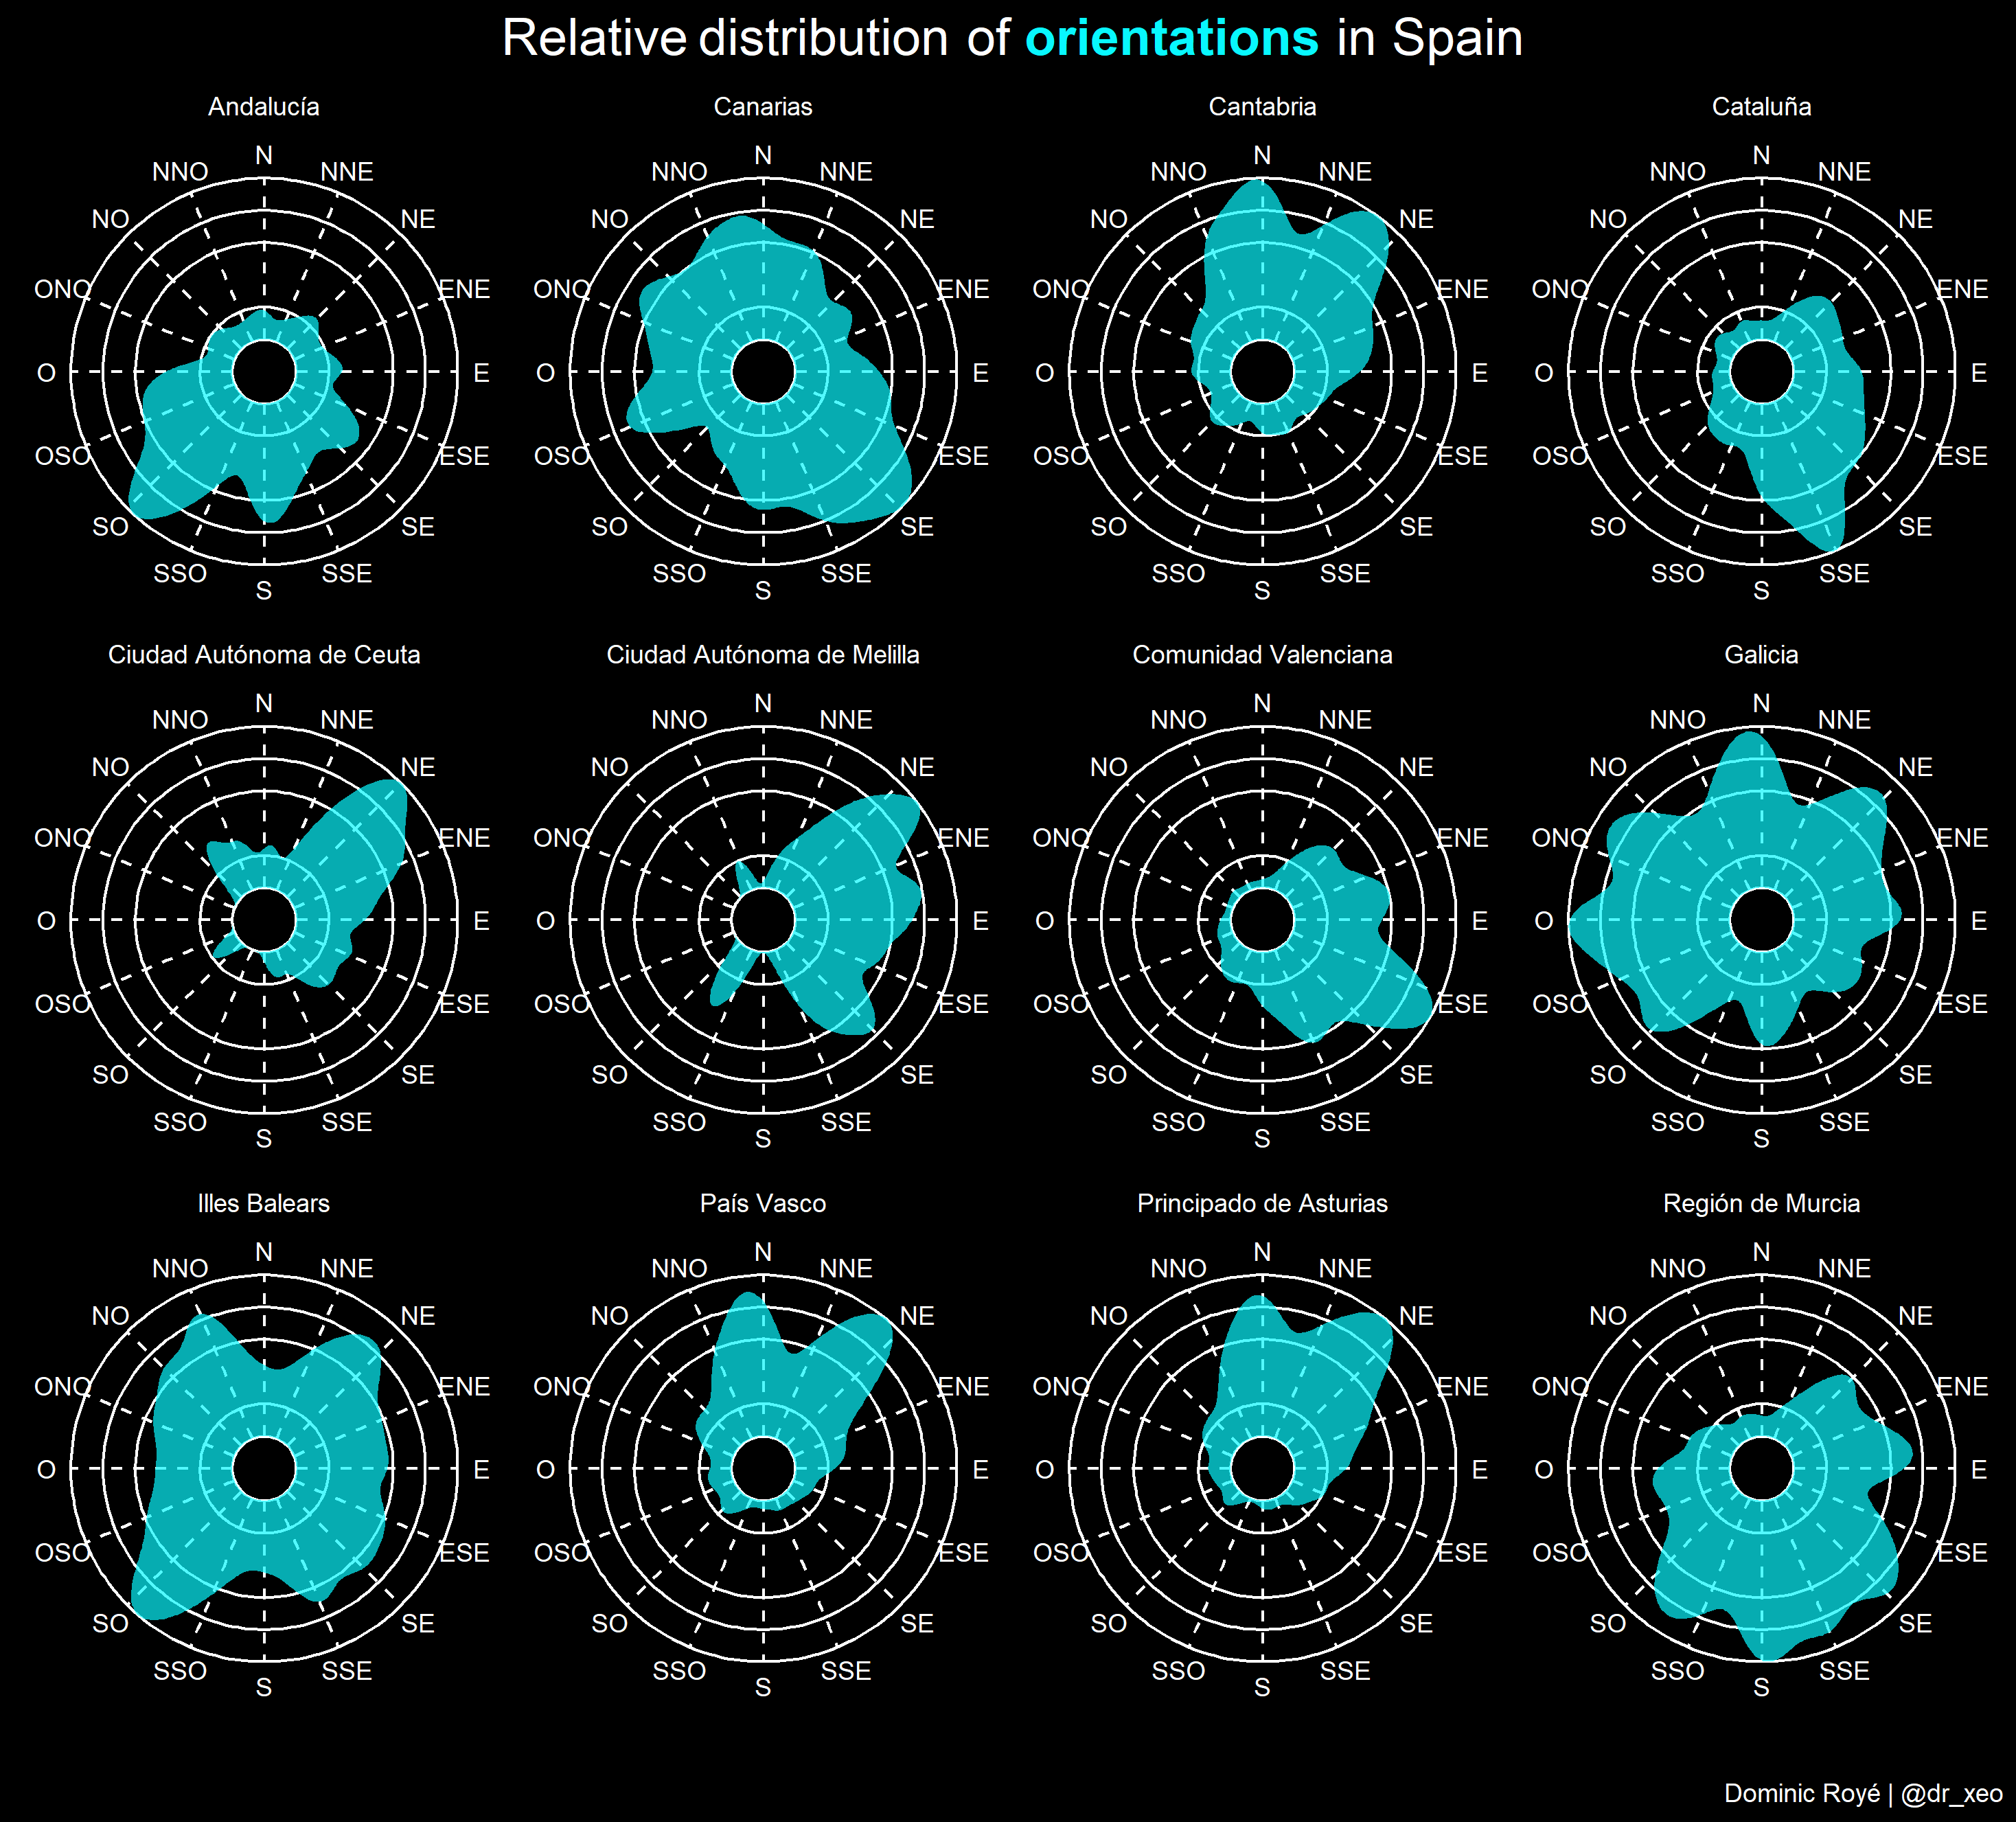 Relative distribution of orientations in Spain
Andalucía Canarias Cantabria Cataluña
N N N N
NNO NNE NNO NNE NNO NNE NNO NNE
NO NE NO NE NO NE NO NE
ONO ENE ONO ENE ONO ENE ONO ENE
O E O E O E O E
OSO ESE OSO ESE OSO ESE OSO ESE
SO SE SO SE SO SE SO SE
SSO SSE SSO SSE SSO SSE SSO SSE
S S S S
Ciudad Autónoma de Ceuta Ciudad Autónoma de Melilla Comunidad Valenciana Galicia
N N N N
NNO NNE NNO NNE NNO NNE NNO NNE
NO NE NO NE NO NE NO NE
ONO ENE ONO ENE ONO ENE ONO ENE
O E O E O E O E
OSO ESE OSO ESE OSO ESE OSO ESE
SO SE SO SE SO SE SO SE
SSO SSE SSO SSE SSO SSE SSO SSE
S S S S
Illes Balears País Vasco Principado de Asturias Región de Murcia
N N N N
NNO NNE NNO NNE NNO NNE NNO NNE
NO NE NO NE NO NE NO NE
ONO ENE ONO ENE ONO ENE ONO ENE
O E O E O E O E
OSO ESE OSO ESE OSO ESE OSO ESE
SO SE SO SE SO SE SO SE
SSO SSE SSO SSE SSO SSE SSO SSE
S S S S
Dominic Royé | @dr_xeo